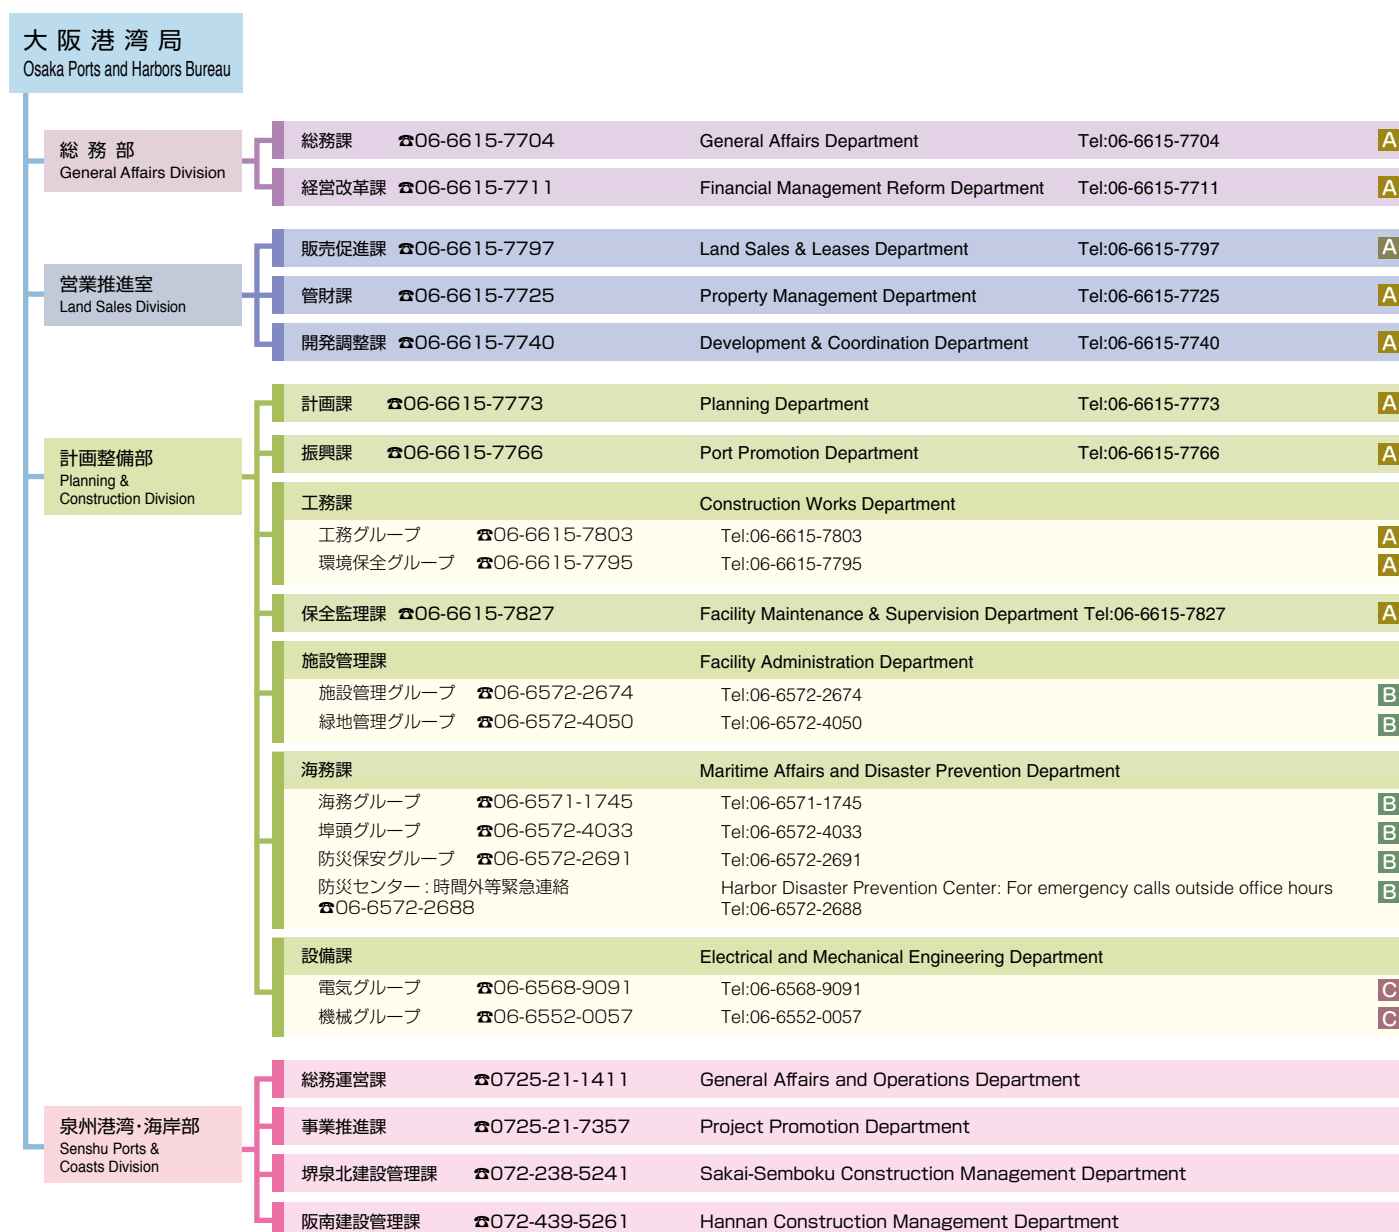 大阪港湾局
Osaka Ports and Harbors Bureau
総務部
General Affairs Division
総務課 ☎06-6615-7704 General Affairs Department Tel:06-6615-7704 A
経営改革課 ☎06-6615-7711 Financial Management Reform Department Tel:06-6615-7711 A
営業推進室
Land Sales Division
販売促進課 ☎06-6615-7797 Land Sales & Leases Department Tel:06-6615-7797 A
管財課 ☎06-6615-7725 Property Management Department Tel:06-6615-7725 A
開発調整課 ☎06-6615-7740 Development & Coordination Department Tel:06-6615-7740 A
計画整備部
Planning &
Construction Division
計画課 ☎06-6615-7773 Planning Department Tel:06-6615-7773 A
振興課 ☎06-6615-7766 Port Promotion Department Tel:06-6615-7766 A
工務課 Construction Works Department
工務グループ ☎06-6615-7803 Tel:06-6615-7803 A
環境保全グループ ☎06-6615-7795 Tel:06-6615-7795 A
保全監理課 ☎06-6615-7827 Facility Maintenance & Supervision Department Tel:06-6615-7827 A
施設管理課 Facility Administration Department
施設管理グループ ☎06-6572-2674 Tel:06-6572-2674 B
緑地管理グループ ☎06-6572-4050 Tel:06-6572-4050 B
海務課 Maritime Affairs and Disaster Prevention Department
海務グループ ☎06-6571-1745 Tel:06-6571-1745 B
埠頭グループ ☎06-6572-4033 Tel:06-6572-4033 B
防災保安グループ ☎06-6572-2691 Tel:06-6572-2691 B
防災センター : 時間外等緊急連絡 Harbor Disaster Prevention Center: For emergency calls outside office hours B
☎06-6572-2688 Tel:06-6572-2688
設備課 Electrical and Mechanical Engineering Department
電気グループ ☎06-6568-9091 Tel:06-6568-9091 C
機械グループ ☎06-6552-0057 Tel:06-6552-0057 C
泉州港湾・海岸部
Senshu Ports &
Coasts Division
総務運営課 ☎0725-21-1411 General Affairs and Operations Department
事業推進課 ☎0725-21-7357 Project Promotion Department
堺泉北建設管理課 ☎072-238-5241 Sakai-Semboku Construction Management Department
阪南建設管理課 ☎072-439-5261 Hannan Construction Management Department